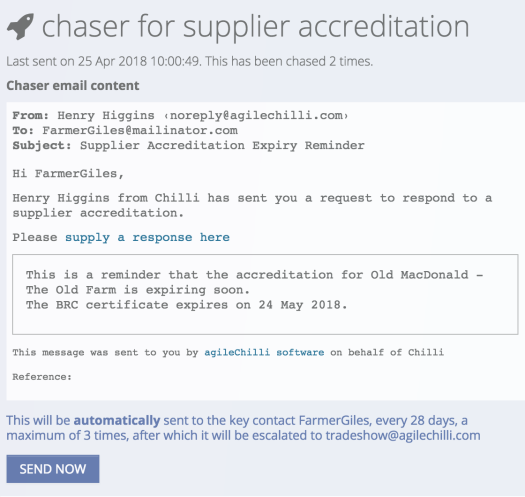 chaser for supplier accreditation
Last sent on 25 Apr 2018 10:00:49. This has been chased 2 times.
Chaser email content
From: Henry Higgins ‹noreply@agilechilli.com›
To: FarmerGiles@mailinator.com
Subject: Supplier Accreditation Expiry Reminder
Hi FarmerGiles,
Henry Higgins from Chilli has sent you a request to respond to a
supplier accreditation.
Please supply a response here
This is a reminder that the accreditation for Old MacDonald -
The Old Farm is expiring soon.
The BRC certificate expires on 24 May 2018.
This message was sent to you by agileChilli software on behalf of Chilli
Reference:
This will be automatically sent to the key contact FarmerGiles, every 28 days, a
maximum of 3 times, after which it will be escalated to tradeshow@agilechilli.com
SEND NOW